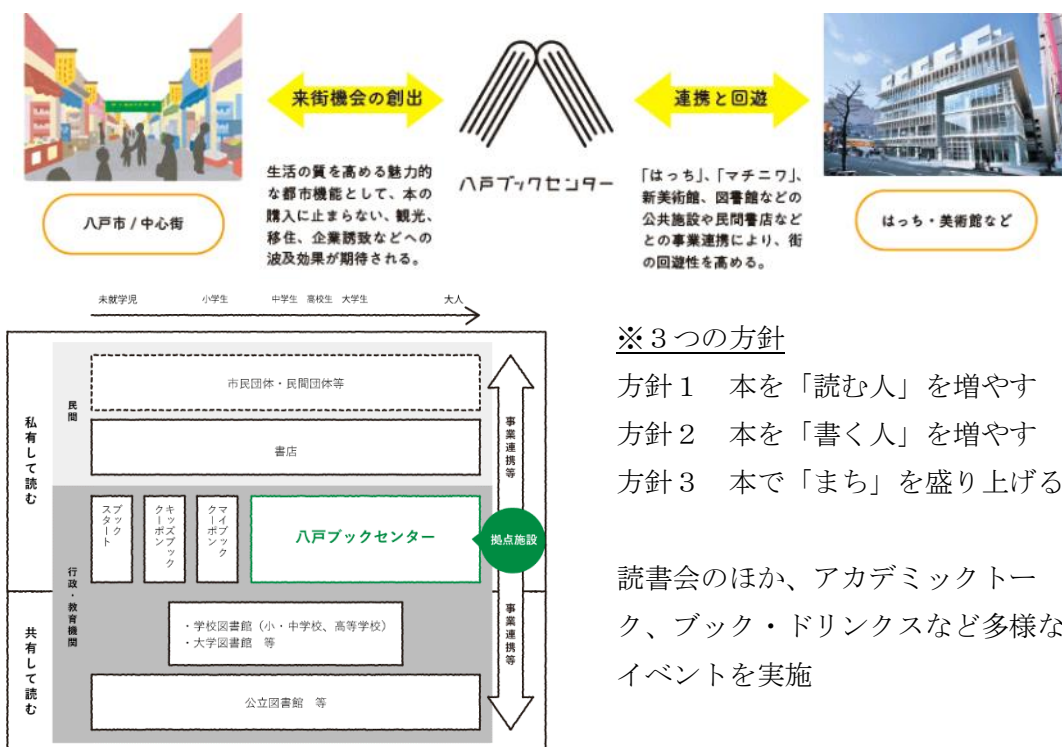 来街機会の創出
連携と回遊
八戸ブックセンター
八戸市 / 中心街
生活の質を高める魅力的
な都市機能として、本の
購入に止まらない、観光、
移住、企業誘致などへの
波及効果が期待される。
「はっち」、「マチニワ」、
新美術館、図書館などの
公共施設や民間書店など
との事業連携により、街
の回遊性を高める。
はっち・美術館など
未就学児 小学生 中学生 高校生 大学生 大人
私有して読む
民間
市民団体・民間団体等
書店
事業連携等
行政・教育機関
ブック
スタート
キッズブック
クーポン
マイブック
クーポン
八戸ブックセンター
拠点施設
共有して読む
・学校図書館（小・中学校、高等学校）
・大学図書館 等
公立図書館 等
事業連携等
※３つの方針
方針１ 本を「読む人」を増やす
方針２ 本を「書く人」を増やす
方針３ 本で「まち」を盛り上げる
読書会のほか、アカデミックトー
ク、ブック・ドリンクスなど多様な
イベントを実施